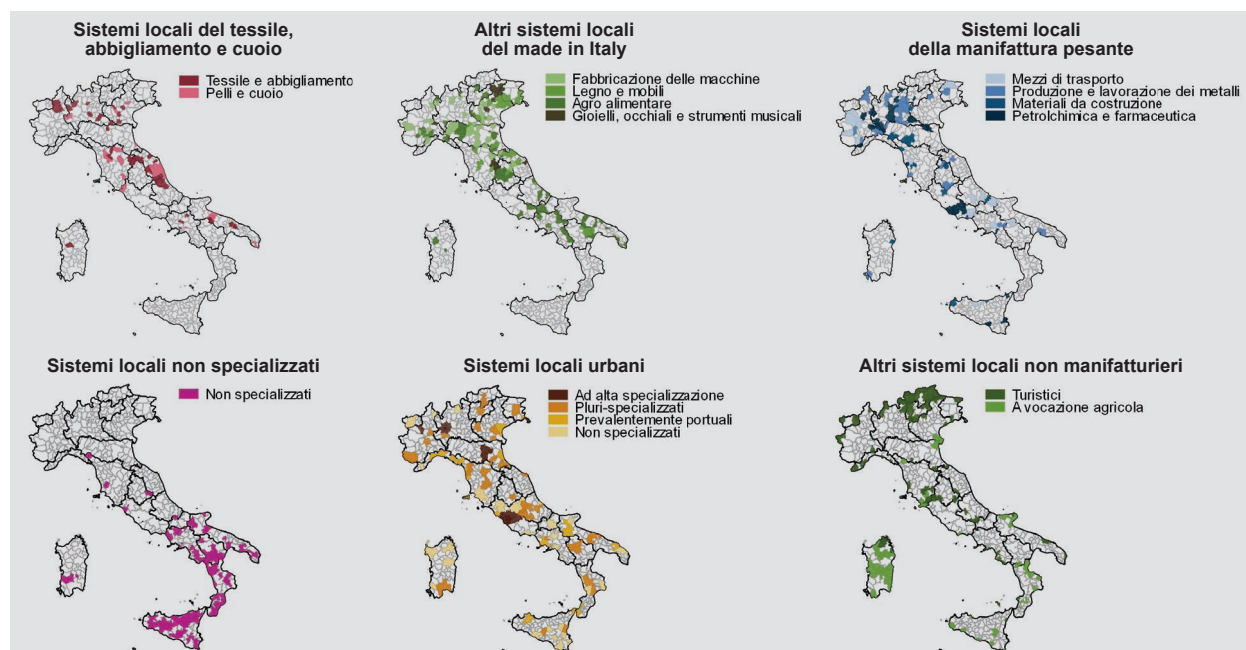 Sistemi locali del tessile,
abbigliamento e cuoio
Tessile e abbigliamento
Pelli e cuoio
Altri sistemi locali
del made in Italy
Fabbricazione delle macchine
Legno e mobili
Agro alimentare
Gioielli, occhiali e strumenti musicali
Sistemi locali
della manifattura pesante
Mezzi di trasporto
Produzione e lavorazione dei metalli
Materiali da costruzione
Petrolchimica e farmaceutica
Sistemi locali non specializzati
Non specializzati
Sistemi locali urbani
Ad alta specializzazione
Pluri-specializzati
Prevalentemente portuali
Non specializzati
Altri sistemi locali non manifatturieri
Turistici
A vocazione agricola